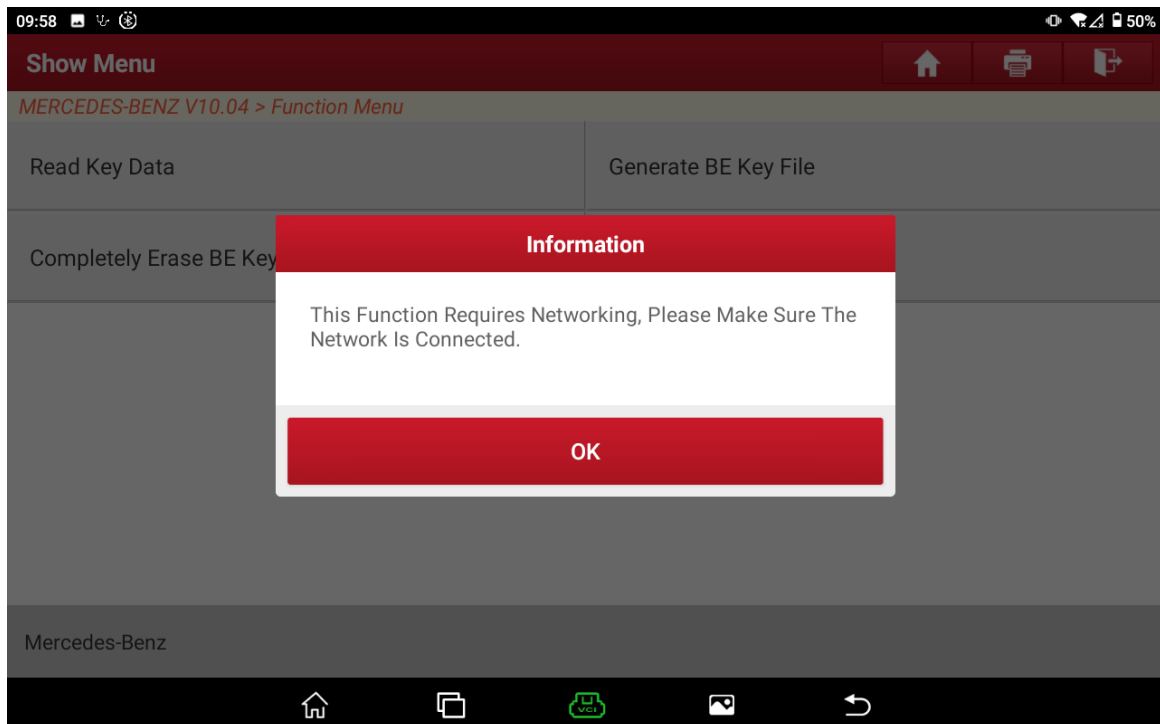 09:58 50%
Show Menu
MERCEDES-BENZ V10.04 > Function Menu
Read Key Data
Generate BE Key File
Completely Erase BE Key
Information
This Function Requires Networking, Please Make Sure The
Network Is Connected.
OK
Mercedes-Benz
VCI